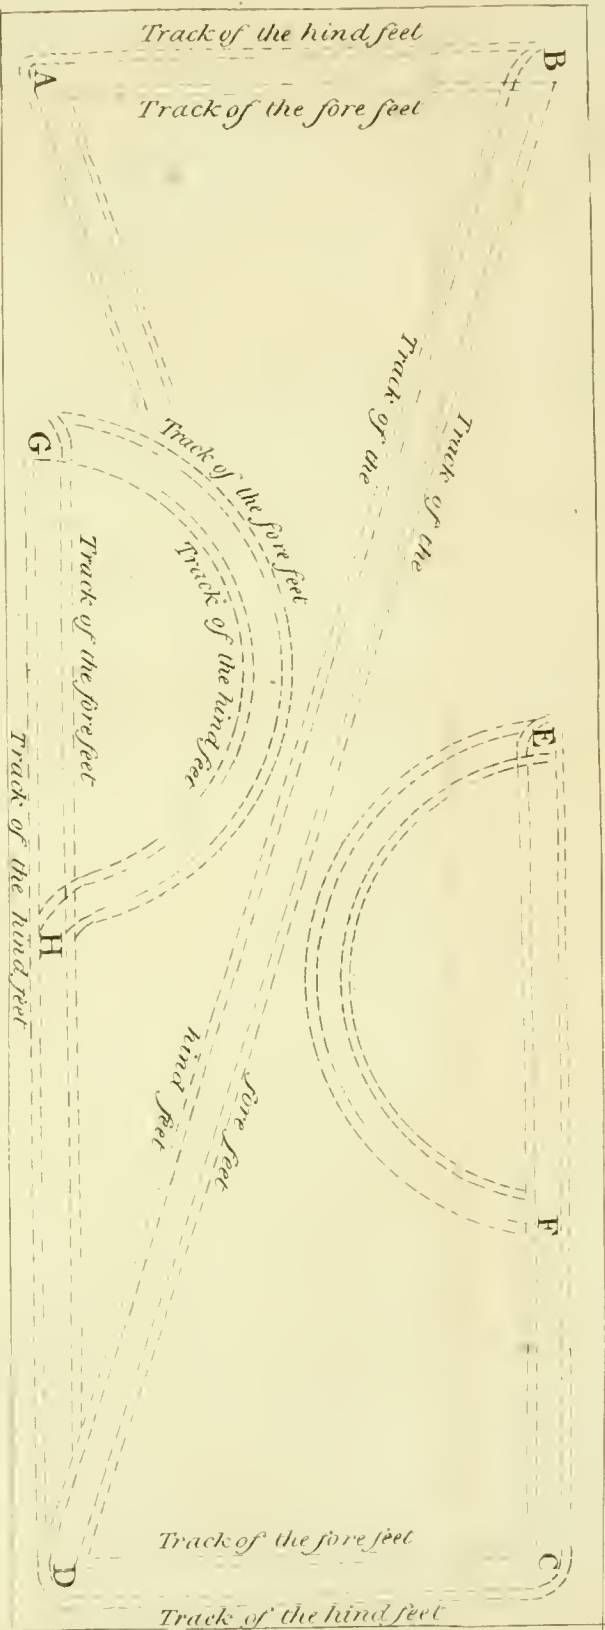 Track of the hind feet
A
B
Track of the fore feet
Track of the
Track of the
G
Track of the fore feet
Track of the hind feet
Track of the fore feet
Track of the hind feet
E
H
hind feet
fore feet
F
Track of the fore feet
C
D
Track of the hind feet